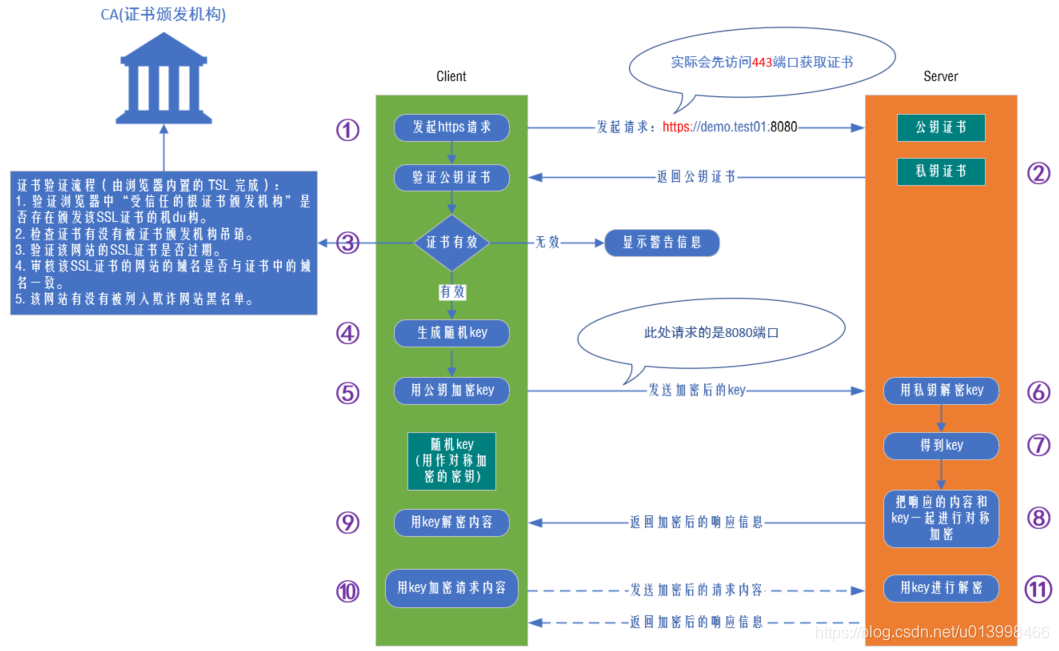 CA(证书颁发机构)
Client
Server
实际会先访问443端口获取证书
①
发起https请求
发起请求：https://demo.test01:8080
公钥证书
验证公钥证书
返回公钥证书
私钥证书
②
证书验证流程（由浏览器内置的 TSL 完成）：
1. 验证浏览器中“受信任的根证书颁发机构”是
否存在颁发该SSL证书的机du构。
2. 检查证书有没有被证书颁发机构吊销。
3. 验证该网站的SSL证书是否过期。
4. 审核该SSL证书的网站的域名是否与证书中的域
名一致。
5. 该网站有没有被列入欺诈网站黑名单。
③
证书有效
无效
显示警告信息
有效
④
生成随机key
此处请求的是8080端口
⑤
用公钥加密key
发送加密后的key
用私钥解密key
⑥
随机key
(用作对称加
密的密钥)
得到key
⑦
⑨
用key解密内容
返回加密后的响应信息
把响应的内容和
key一起进行对称
加密
⑧
⑩
用key加密请求内容
发送加密后的请求内容
用key进行解密
⑪
返回加密后的响应信息
https://blog.csdn.net/u013998466